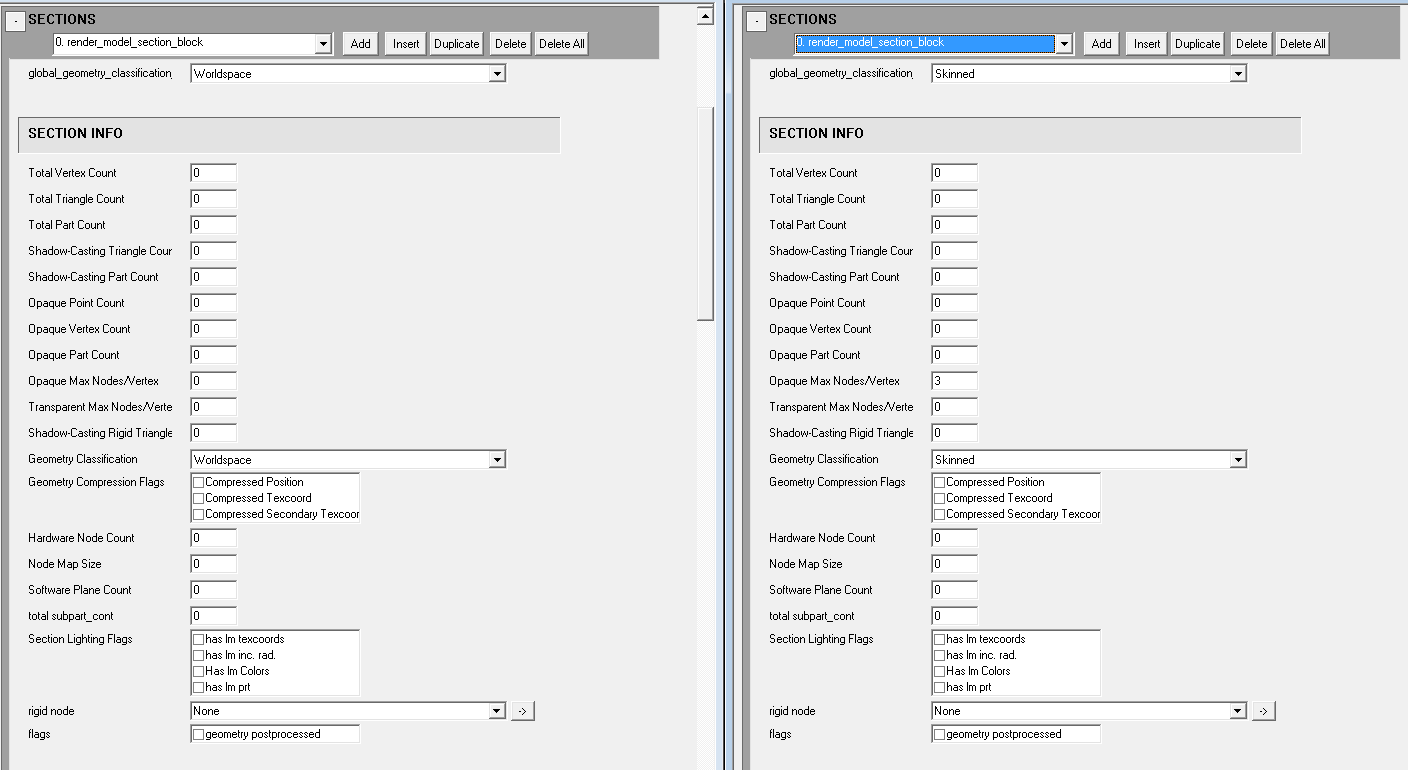 - SECTIONS
0. render_model_section_block Add Insert Duplicate Delete Delete All
global_geometry_classification_ Worldspace
SECTION INFO
Total Vertex Count 0
Total Triangle Count 0
Total Part Count 0
Shadow-Casting Triangle Cour 0
Shadow-Casting Part Count 0
Opaque Point Count 0
Opaque Vertex Count 0
Opaque Part Count 0
Opaque Max Nodes/Vertex 0
Transparent Max Nodes/Verte 0
Shadow-Casting Rigid Triangle 0
Geometry Classification Worldspace
Geometry Compression Flags Compressed Position
Compressed Texcoord
Compressed Secondary Texcoor
Hardware Node Count 0
Node Map Size 0
Software Plane Count 0
total subpart_cont 0
Section Lighting Flags has lm texcoords
has lm inc. rad.
Has lm Colors
has lm prt
rigid node None ->
flags geometry postprocessed
- SECTIONS
0. render_model_section_block Add Insert Duplicate Delete Delete All
global_geometry_classification_ Skinned
SECTION INFO
Total Vertex Count 0
Total Triangle Count 0
Total Part Count 0
Shadow-Casting Triangle Cour 0
Shadow-Casting Part Count 0
Opaque Point Count 0
Opaque Vertex Count 0
Opaque Part Count 0
Opaque Max Nodes/Vertex 3
Transparent Max Nodes/Verte 0
Shadow-Casting Rigid Triangle 0
Geometry Classification Skinned
Geometry Compression Flags Compressed Position
Compressed Texcoord
Compressed Secondary Texcoor
Hardware Node Count 0
Node Map Size 0
Software Plane Count 0
total subpart_cont 0
Section Lighting Flags has lm texcoords
has lm inc. rad.
Has lm Colors
has lm prt
rigid node None ->
flags geometry postprocessed